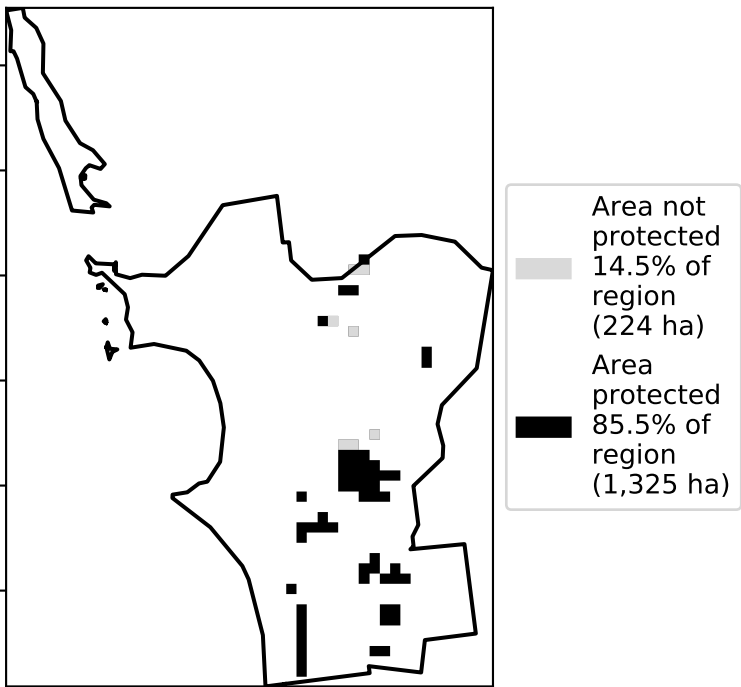 Area not
protected
14.5% of
region
(224 ha)
Area
protected
85.5% of
region
(1,325 ha)